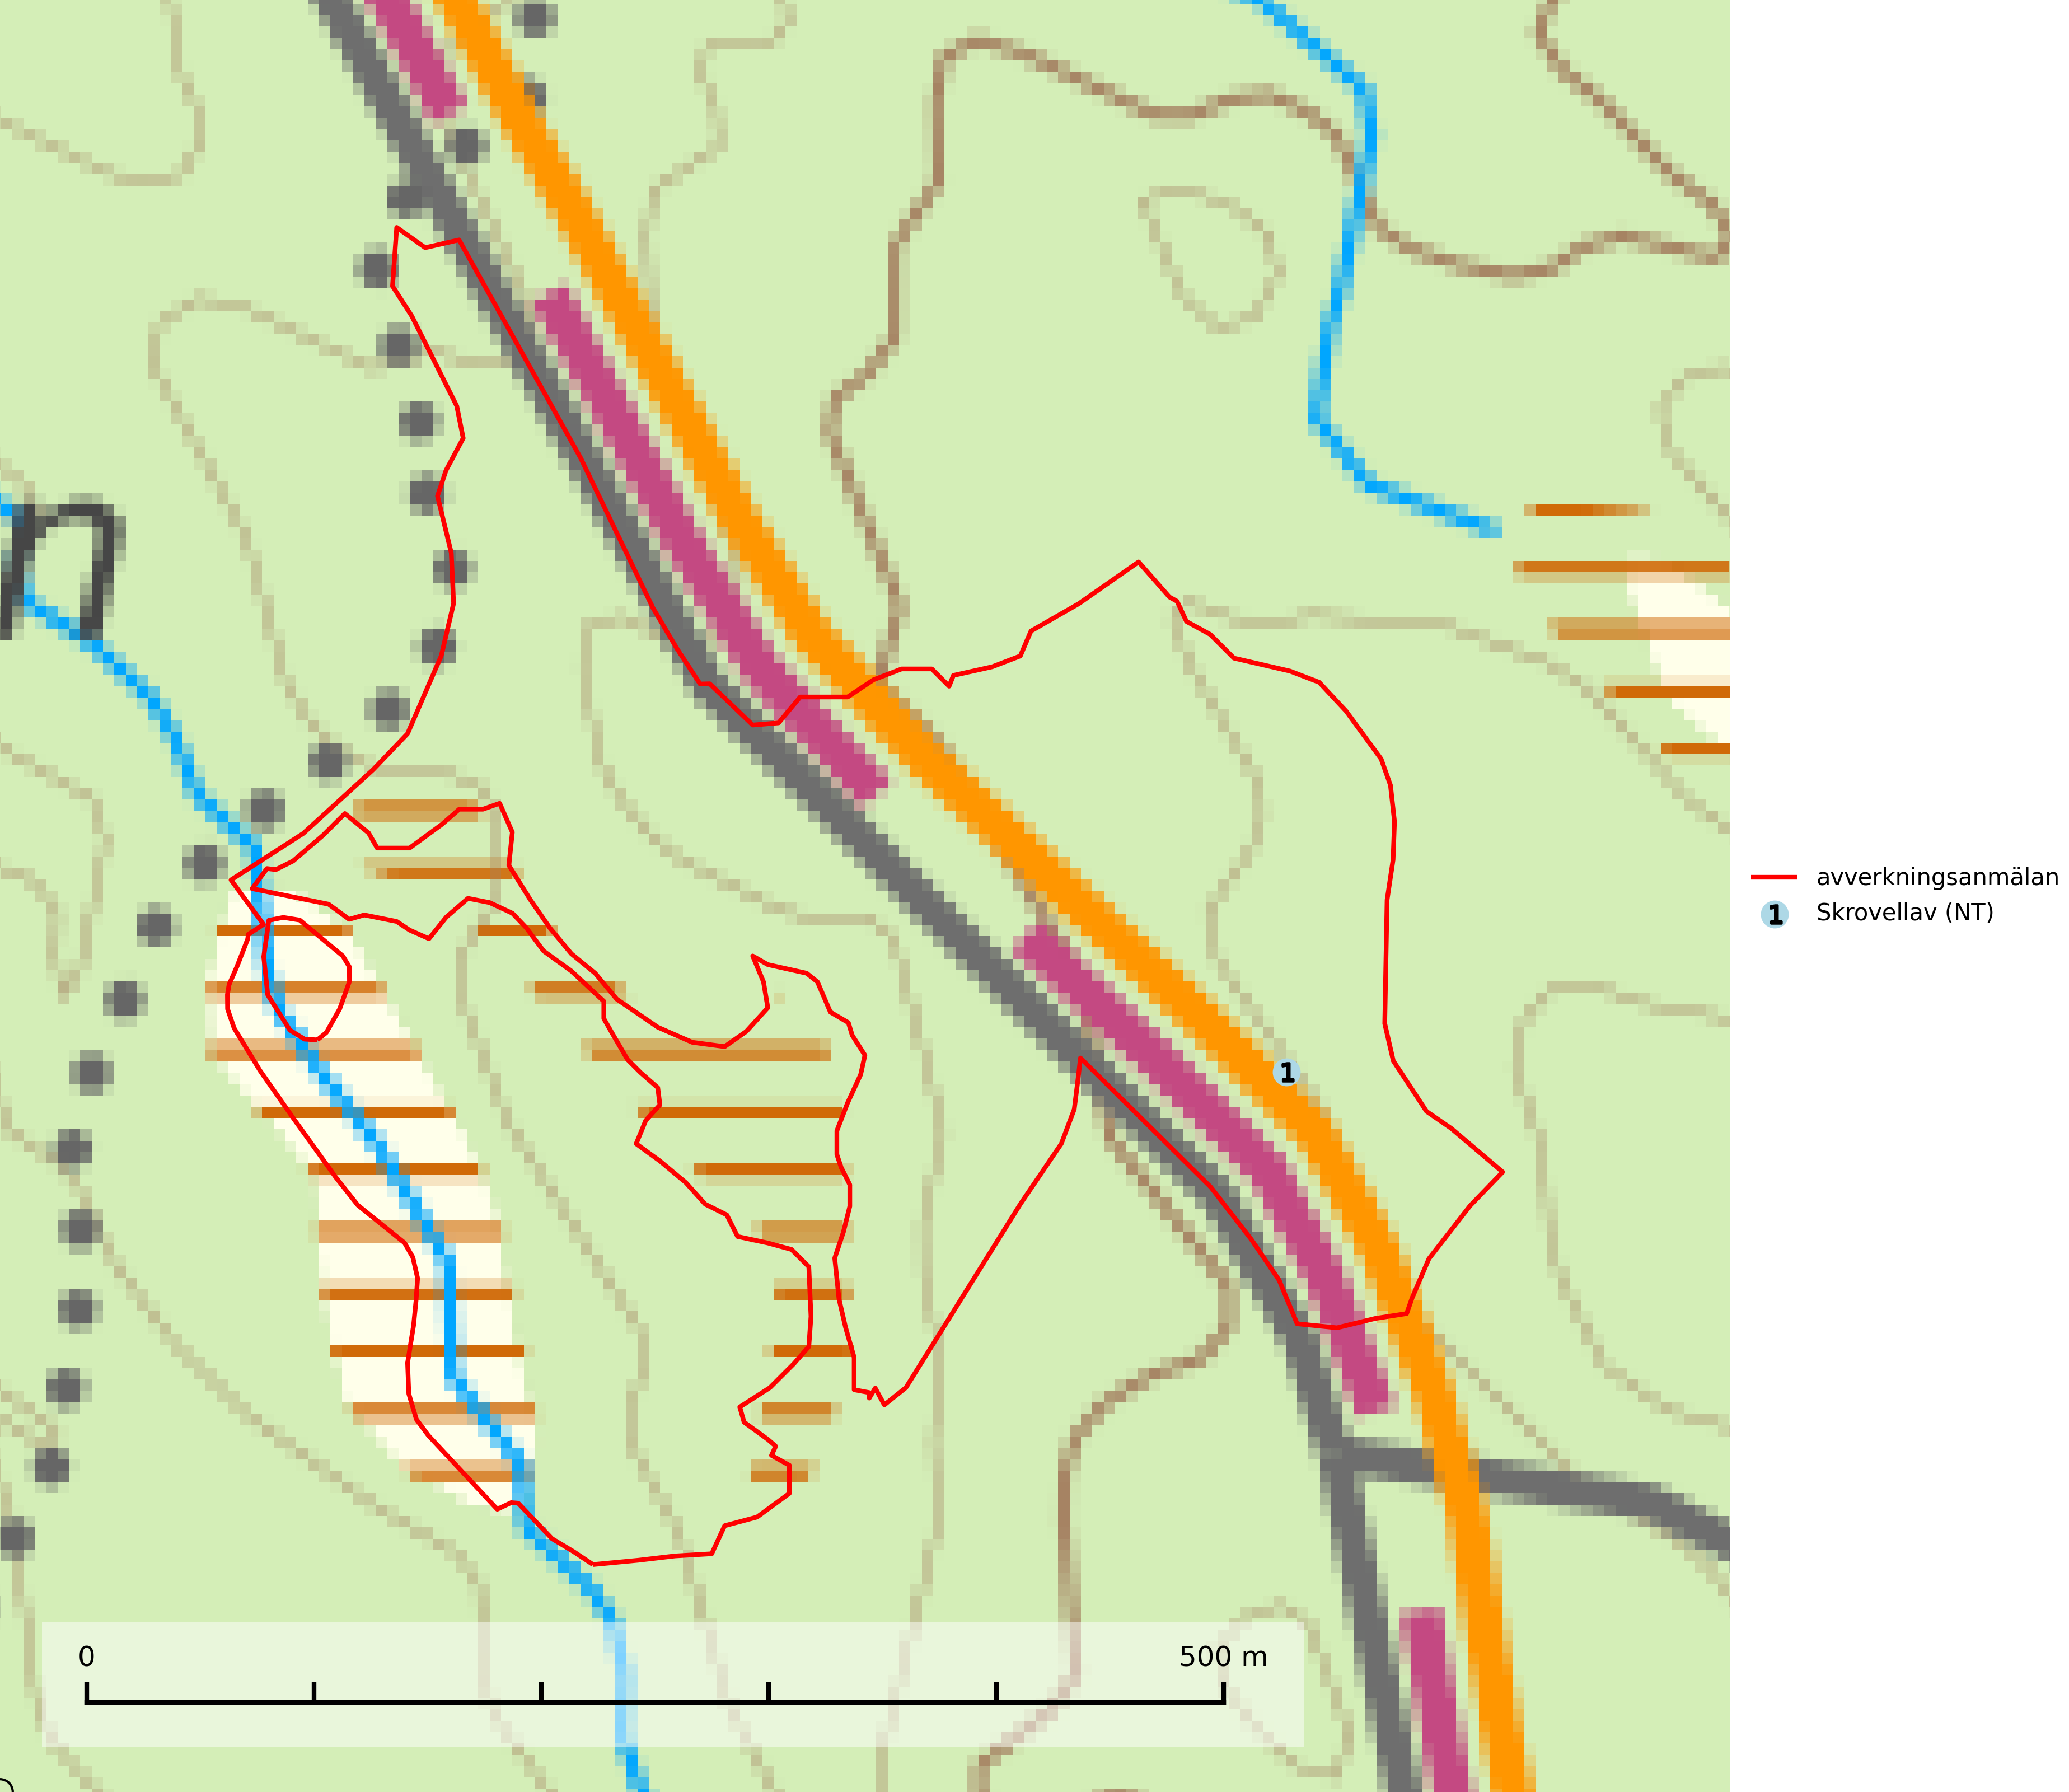 1
avverkningsanmälan
1 Skrovellav (NT)
0 500 m